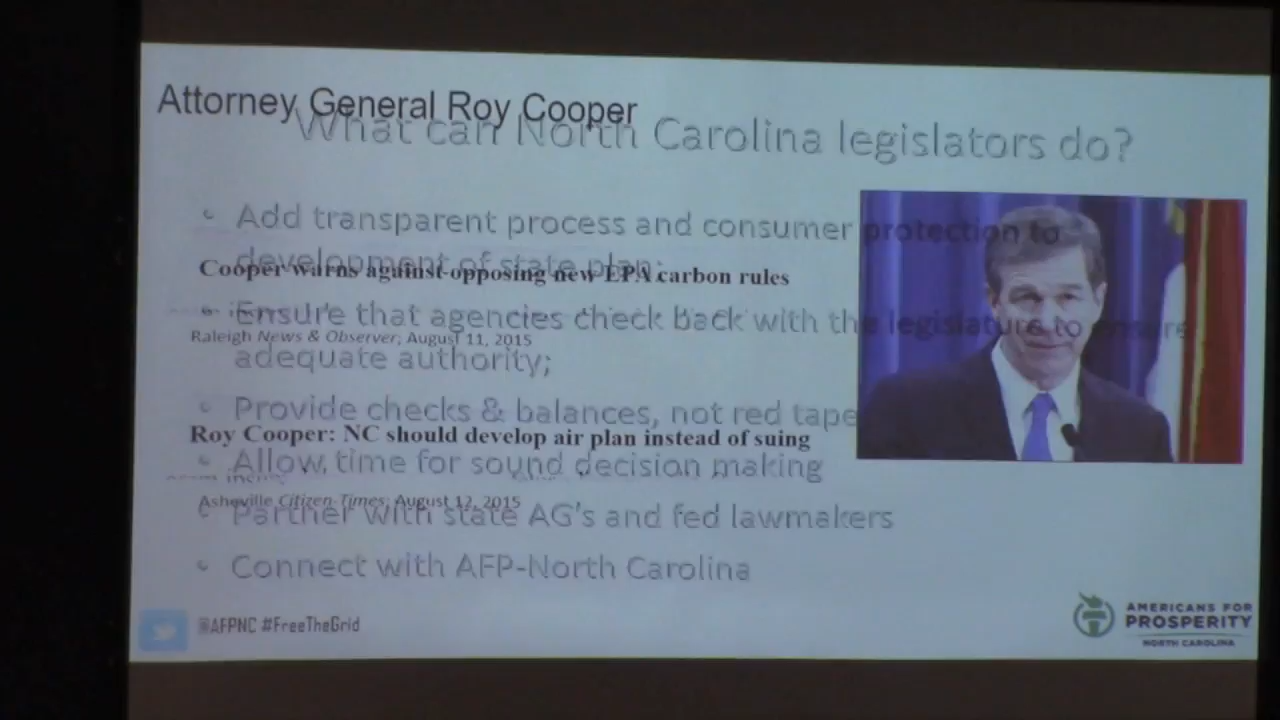 Attorney General Roy Cooper
What can North Carolina legislators do?
Add transparent process and consumer protection to
development of state plan;
Cooper warns against opposing new EPA carbon rules
Ensure that agencies check back with the legislature to ensure
Raleigh News & Observer, August 11, 2015
adequate authority;
Provide checks & balances, not red tape
Roy Cooper: NC should develop air plan instead of suing
Allow time for sound decision making
Asheville Citizen-Times, August 12, 2015
Partner with state AG's and fed lawmakers
Connect with AFP-North Carolina
@AFPNC #FreeTheGrid
AMERICANS FOR
PROSPERITY
NORTH CAROLINA